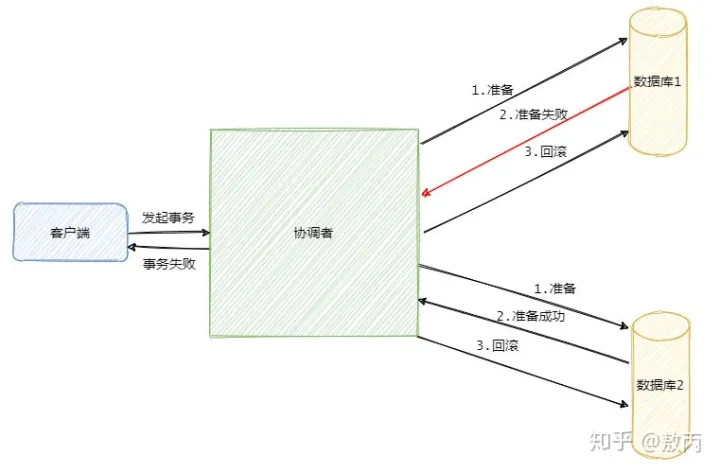 1.准备
数据库1
2.准备失败
3.回滚
客户端
发起事务
事务失败
协调者
1.准备
2.准备成功
3.回滚
数据库2
知乎 @敖丙